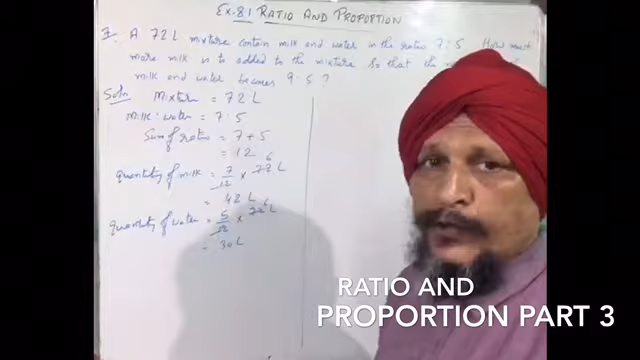 Ex-8.1 RATIO AND PROPORTION
A 72 L mixture contain milk and water in the ratio 7:5 How much
more milk is to added to the mixture so that the
milk and water becomes 9:5?
Soln Mixture = 72 L
Milk: water = 7:5
Sum of ratio = 7+5
= 12
Quantity of milk = 7/12 × 72 6 L
= 42 L
Quantity of water = 5/12 × 72 6 L
= 30 L
RATIO AND
PROPORTION PART 3